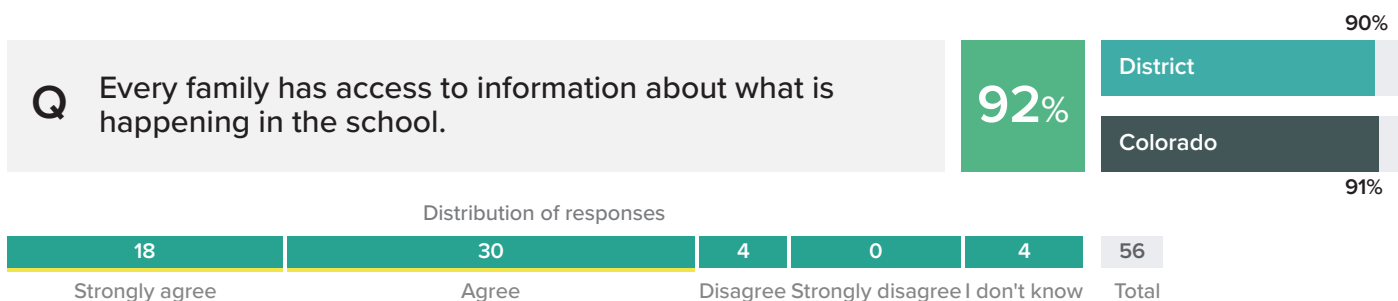 90%
Q Every family has access to information about what is
happening in the school.
92%
District
Colorado
91%
Distribution of responses
18 30 4 0 4 56
Strongly agree Agree Disagree Strongly disagree I don't know Total